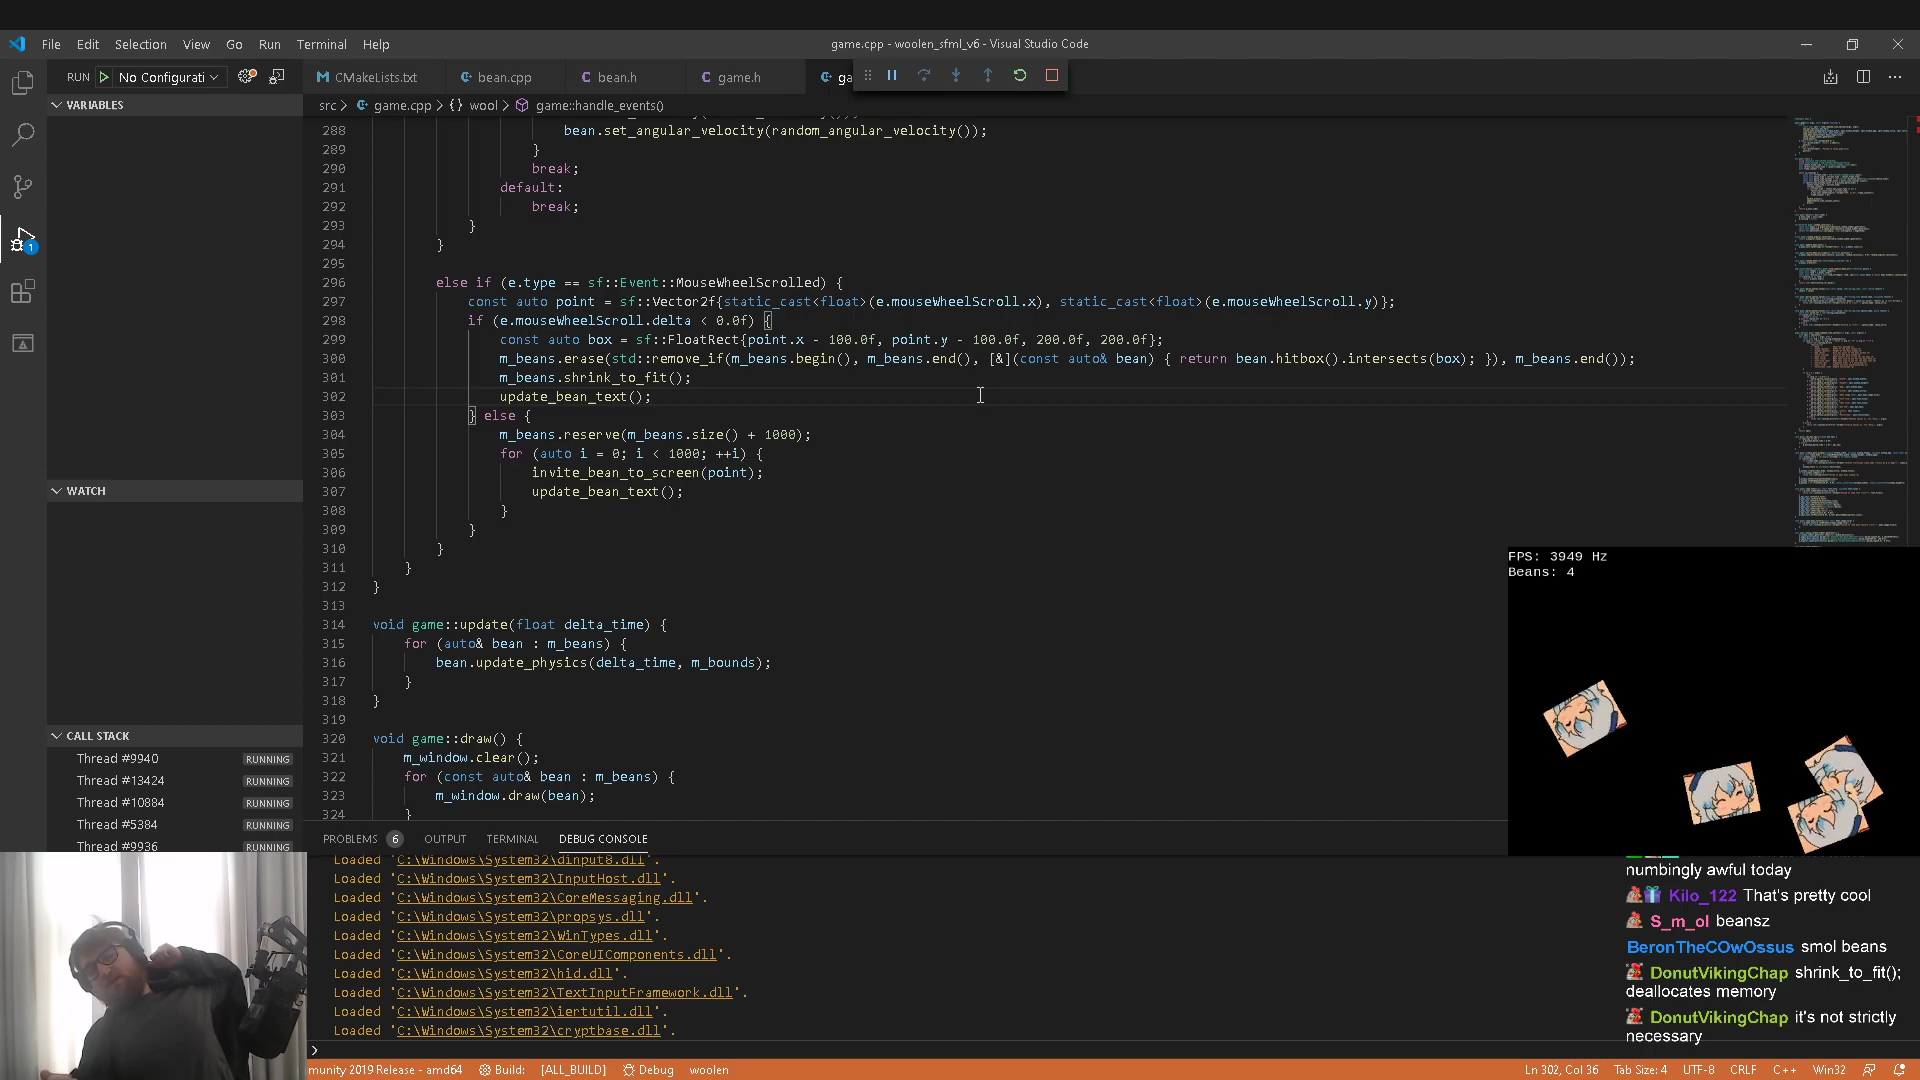 File Edit Selection View Go Run Terminal Help
game.cpp - woolen_sfml_v6 - Visual Studio Code
RUN No Configurati
CMakeLists.txt bean.cpp bean.h game.h ga
VARIABLES
src > game.cpp > {} wool > game::handle_events()
288 bean.set_angular_velocity(random_angular_velocity());
289 }
290 break;
291 default:
292 break;
293 }
294 }
295
296 else if (e.type == sf::Event::MouseWheelScrolled) {
297 const auto point = sf::Vector2f{static_cast<float>(e.mouseWheelScroll.x), static_cast<float>(e.mouseWheelScroll.y)};
298 if (e.mouseWheelScroll.delta < 0.0f) {
299 const auto box = sf::FloatRect{point.x - 100.0f, point.y - 100.0f, 200.0f, 200.0f};
300 m_beans.erase(std::remove_if(m_beans.begin(), m_beans.end(), [&](const auto& bean) { return bean.hitbox().intersects(box); }), m_beans.end());
301 m_beans.shrink_to_fit();
302 update_bean_text();
303 } else {
304 m_beans.reserve(m_beans.size() + 1000);
305 for (auto i = 0; i < 1000; ++i) {
306 invite_bean_to_screen(point);
307 update_bean_text();
308 }
309 }
310 }
311 }
312 }
313
314 void game::update(float delta_time) {
315 for (auto& bean : m_beans) {
316 bean.update_physics(delta_time, m_bounds);
317 }
318 }
319
320 void game::draw() {
321 m_window.clear();
322 for (const auto& bean : m_beans) {
323 m_window.draw(bean);
324 }
WATCH
CALL STACK
Thread #9940 RUNNING
Thread #13424 RUNNING
Thread #10884 RUNNING
Thread #5384 RUNNING
Thread #9936 RUNNING
FPS: 3949 Hz
Beans: 4
PROBLEMS 6 OUTPUT TERMINAL DEBUG CONSOLE
Loaded 'C:\Windows\System32\dinput8.dll'.
Loaded 'C:\Windows\System32\InputHost.dll'.
Loaded 'C:\Windows\System32\CoreMessaging.dll'.
Loaded 'C:\Windows\System32\propsys.dll'.
Loaded 'C:\Windows\System32\WinTypes.dll'.
Loaded 'C:\Windows\System32\CoreUIComponents.dll'.
Loaded 'C:\Windows\System32\hid.dll'.
Loaded 'C:\Windows\System32\TextInputFramework.dll'.
Loaded 'C:\Windows\System32\iertutil.dll'.
Loaded 'C:\Windows\System32\cryptbase.dll'.
numbingly awful today
Kilo_122 That's pretty cool
S_m_ol beansz
BeronTheCOwOssus smol beans
DonutVikingChap shrink_to_fit();
deallocates memory
DonutVikingChap it's not strictly
necessary
munity 2019 Release - amd64 Build: [ALL_BUILD] Debug woolen
Ln 302, Col 36 Tab Size: 4 UTF-8 CRLF C++ Win32
1